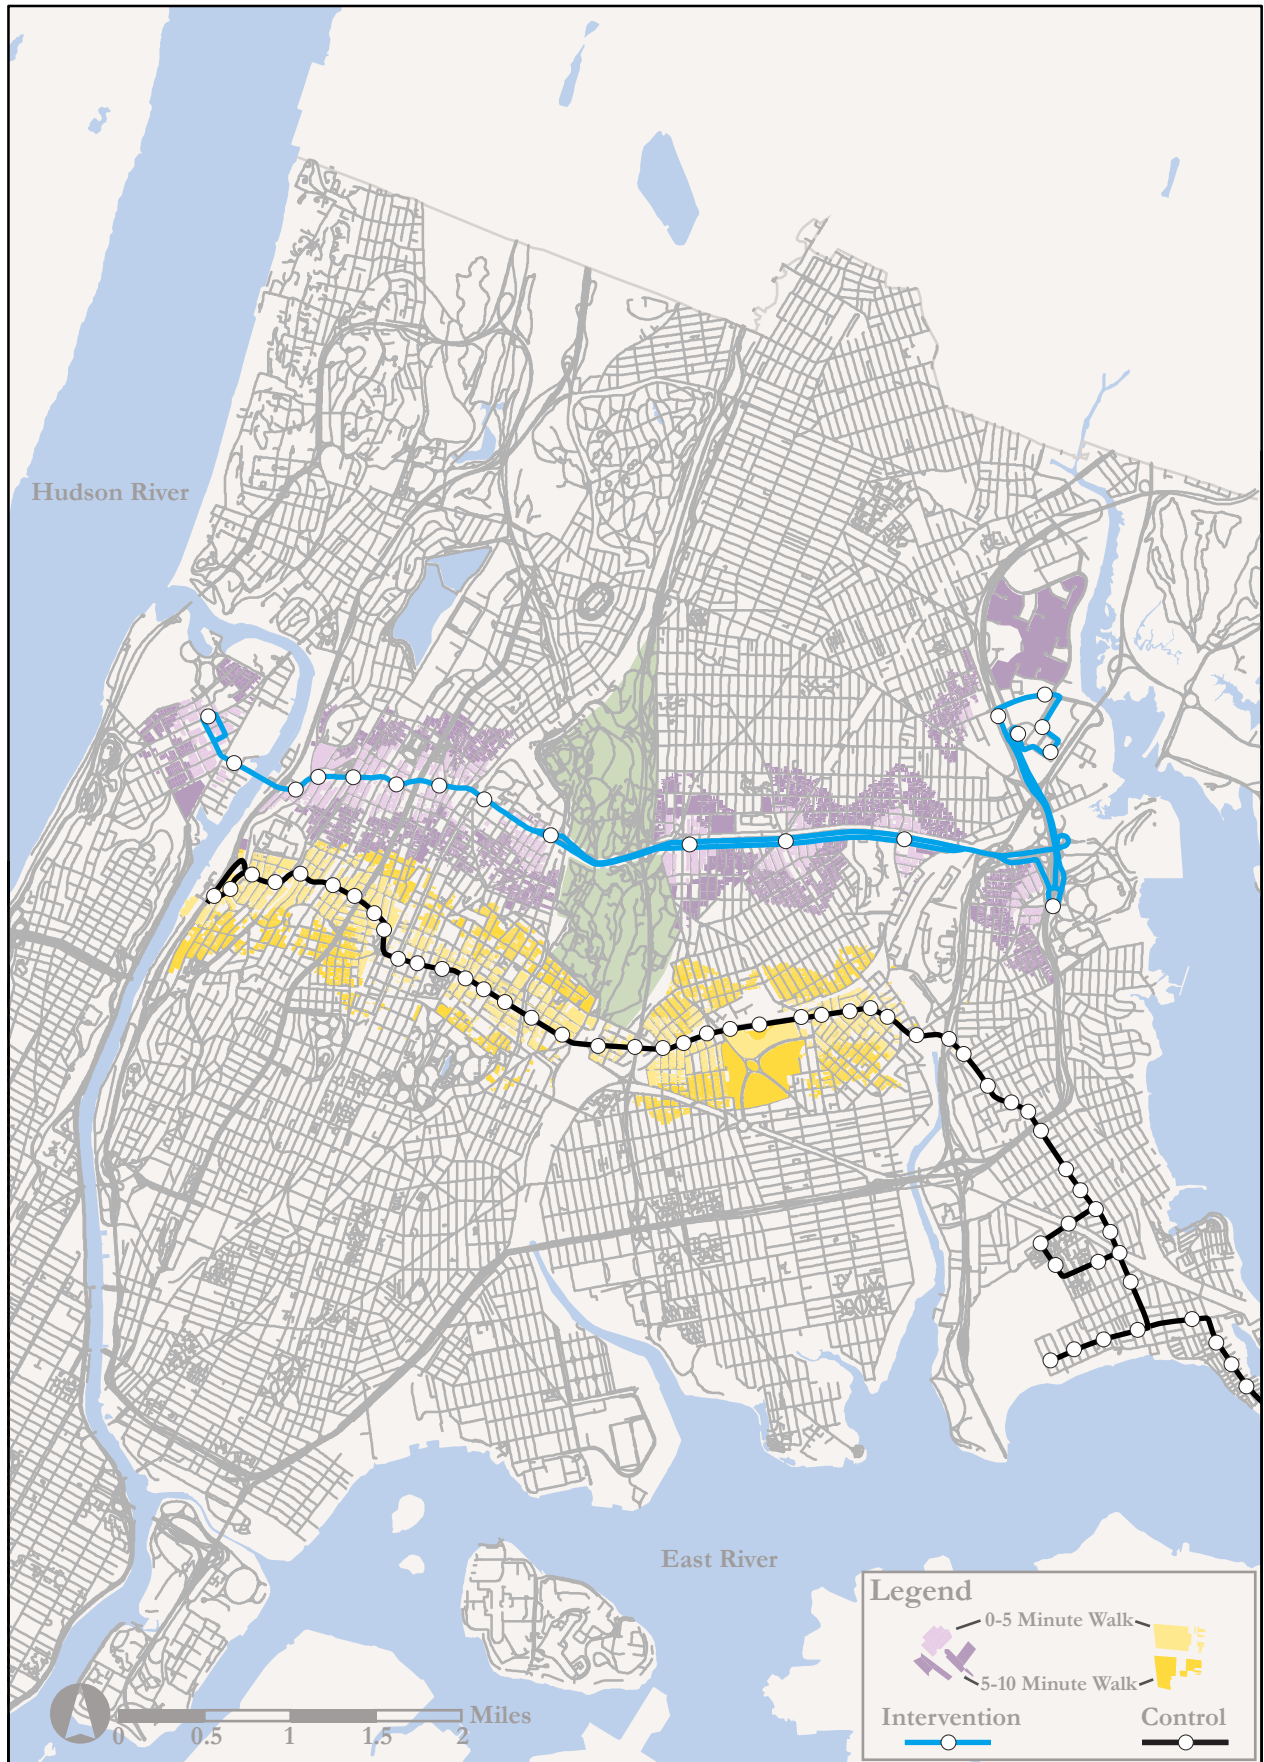 Hudson River
East River
Legend
0-5 Minute Walk
5-10 Minute Walk
Intervention
Control
Miles
0 0.5 1 1.5 2